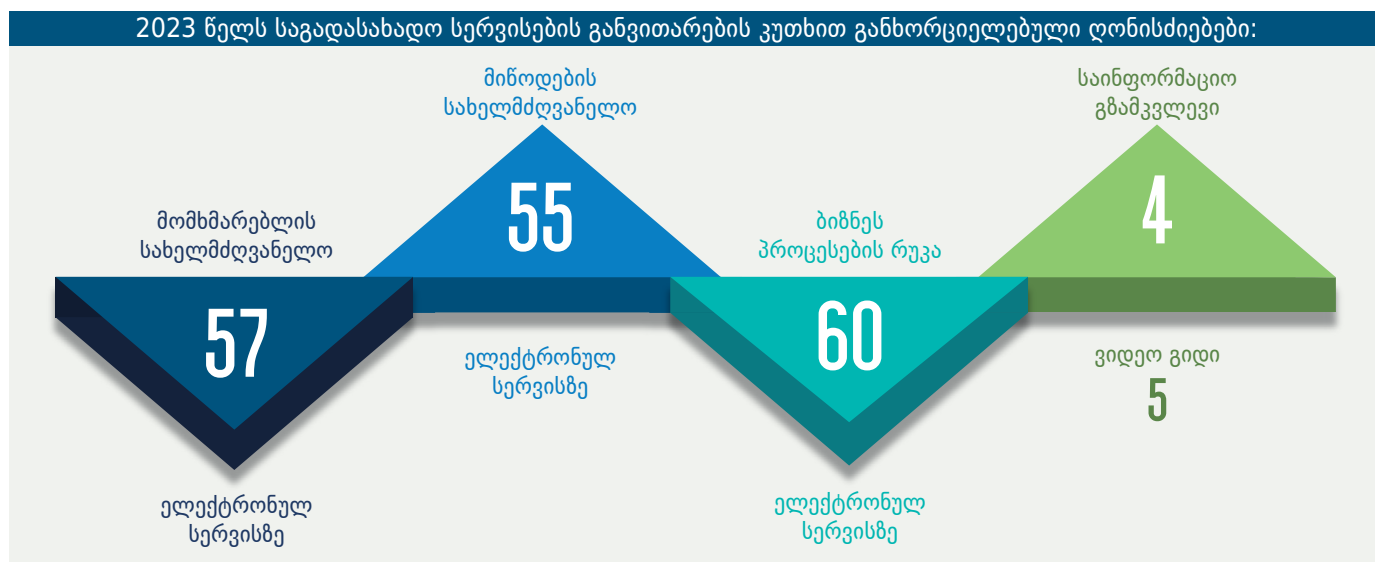 2023 წელს საგადასახადო სერვისების განვითარების კუთხით განხორციელებული ღონისძიებები:
მომხმარებლის
სახელმძღვანელო
57
ელექტრონულ
სერვისზე
მიწოდების
სახელმძღვანელო
55
ელექტრონულ
სერვისზე
ბიზნეს
პროცესების რუკა
60
ელექტრონულ
სერვისზე
საინფორმაციო
გზამკვლევი
4
ვიდეო გიდი
5